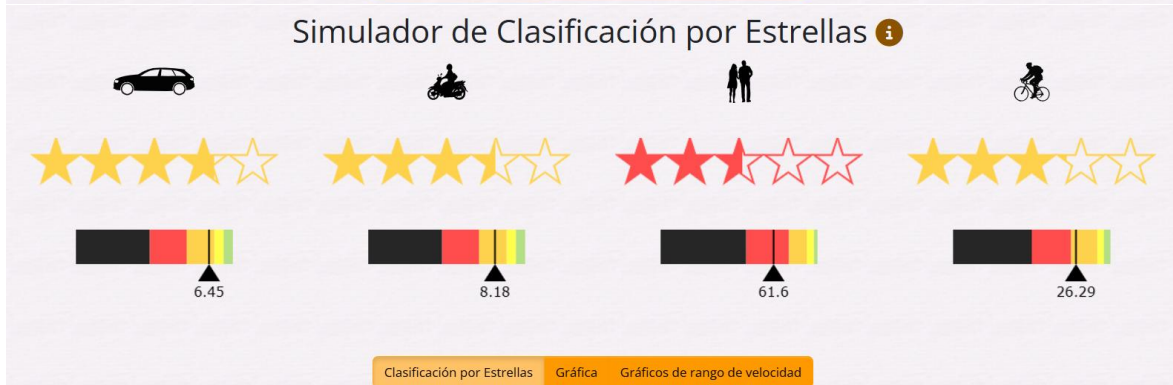 Simulador de Clasificación por Estrellas
6.45
8.18
61.6
26.29
Clasificación por Estrellas
Gráfica
Gráficos de rango de velocidad